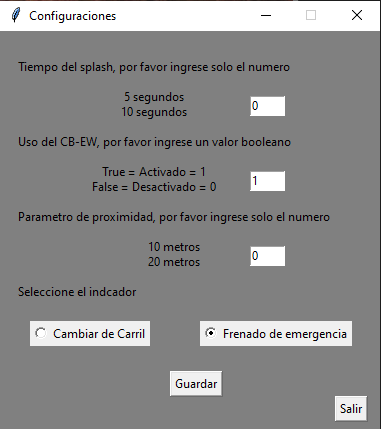 Configuraciones
Tiempo del splash, por favor ingrese solo el numero
5 segundos
10 segundos
0
Uso del CB-EW, por favor ingrese un valor booleano
True = Activado = 1
False = Desactivado = 0
1
Parametro de proximidad, por favor ingrese solo el numero
10 metros
20 metros
0
Seleccione el indcador
Cambiar de Carril
Frenado de emergencia
Guardar
Salir